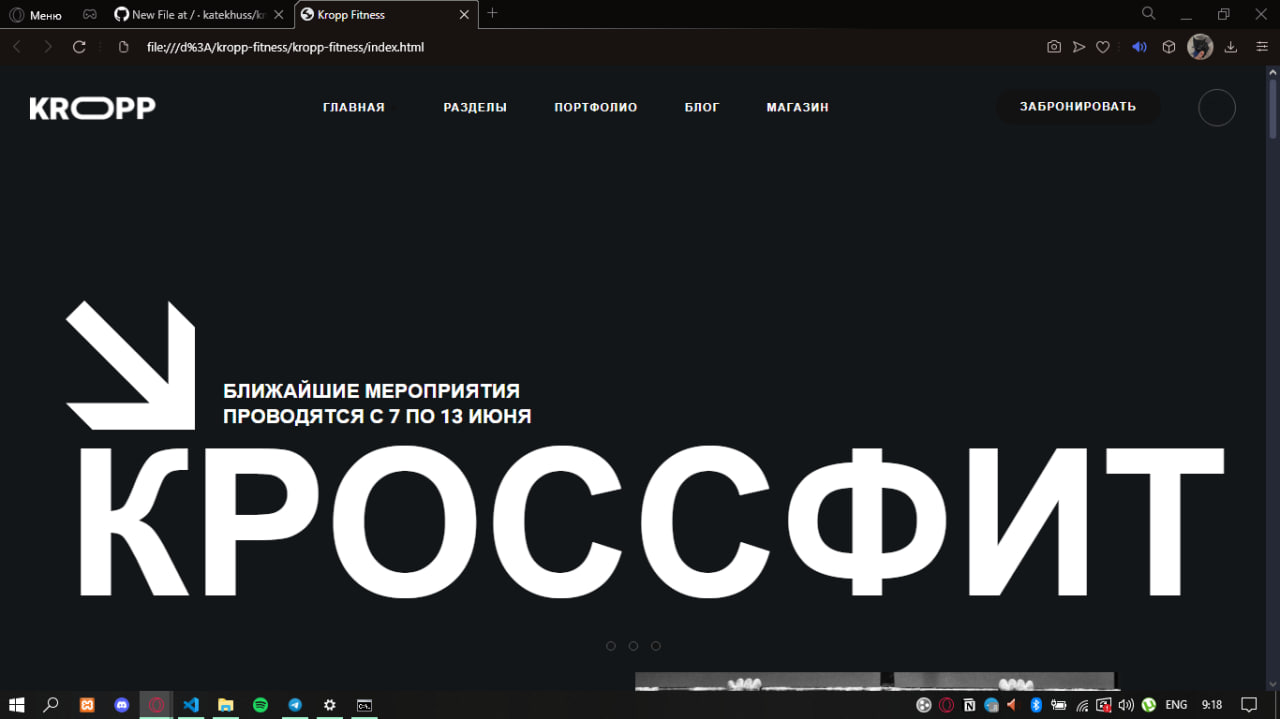 Меню
New File at / · katekhuss/kr
Kropp Fitness
file:///d%3A/kropp-fitness/kropp-fitness/index.html
KROPP
ГЛАВНАЯ
РАЗДЕЛЫ
ПОРТФОЛИО
БЛОГ
МАГАЗИН
ЗАБРОНИРОВАТЬ
БЛИЖАЙШИЕ МЕРОПРИЯТИЯ
ПРОВОДЯТСЯ С 7 ПО 13 ИЮНЯ
КРОССФИТ
ENG
9:18